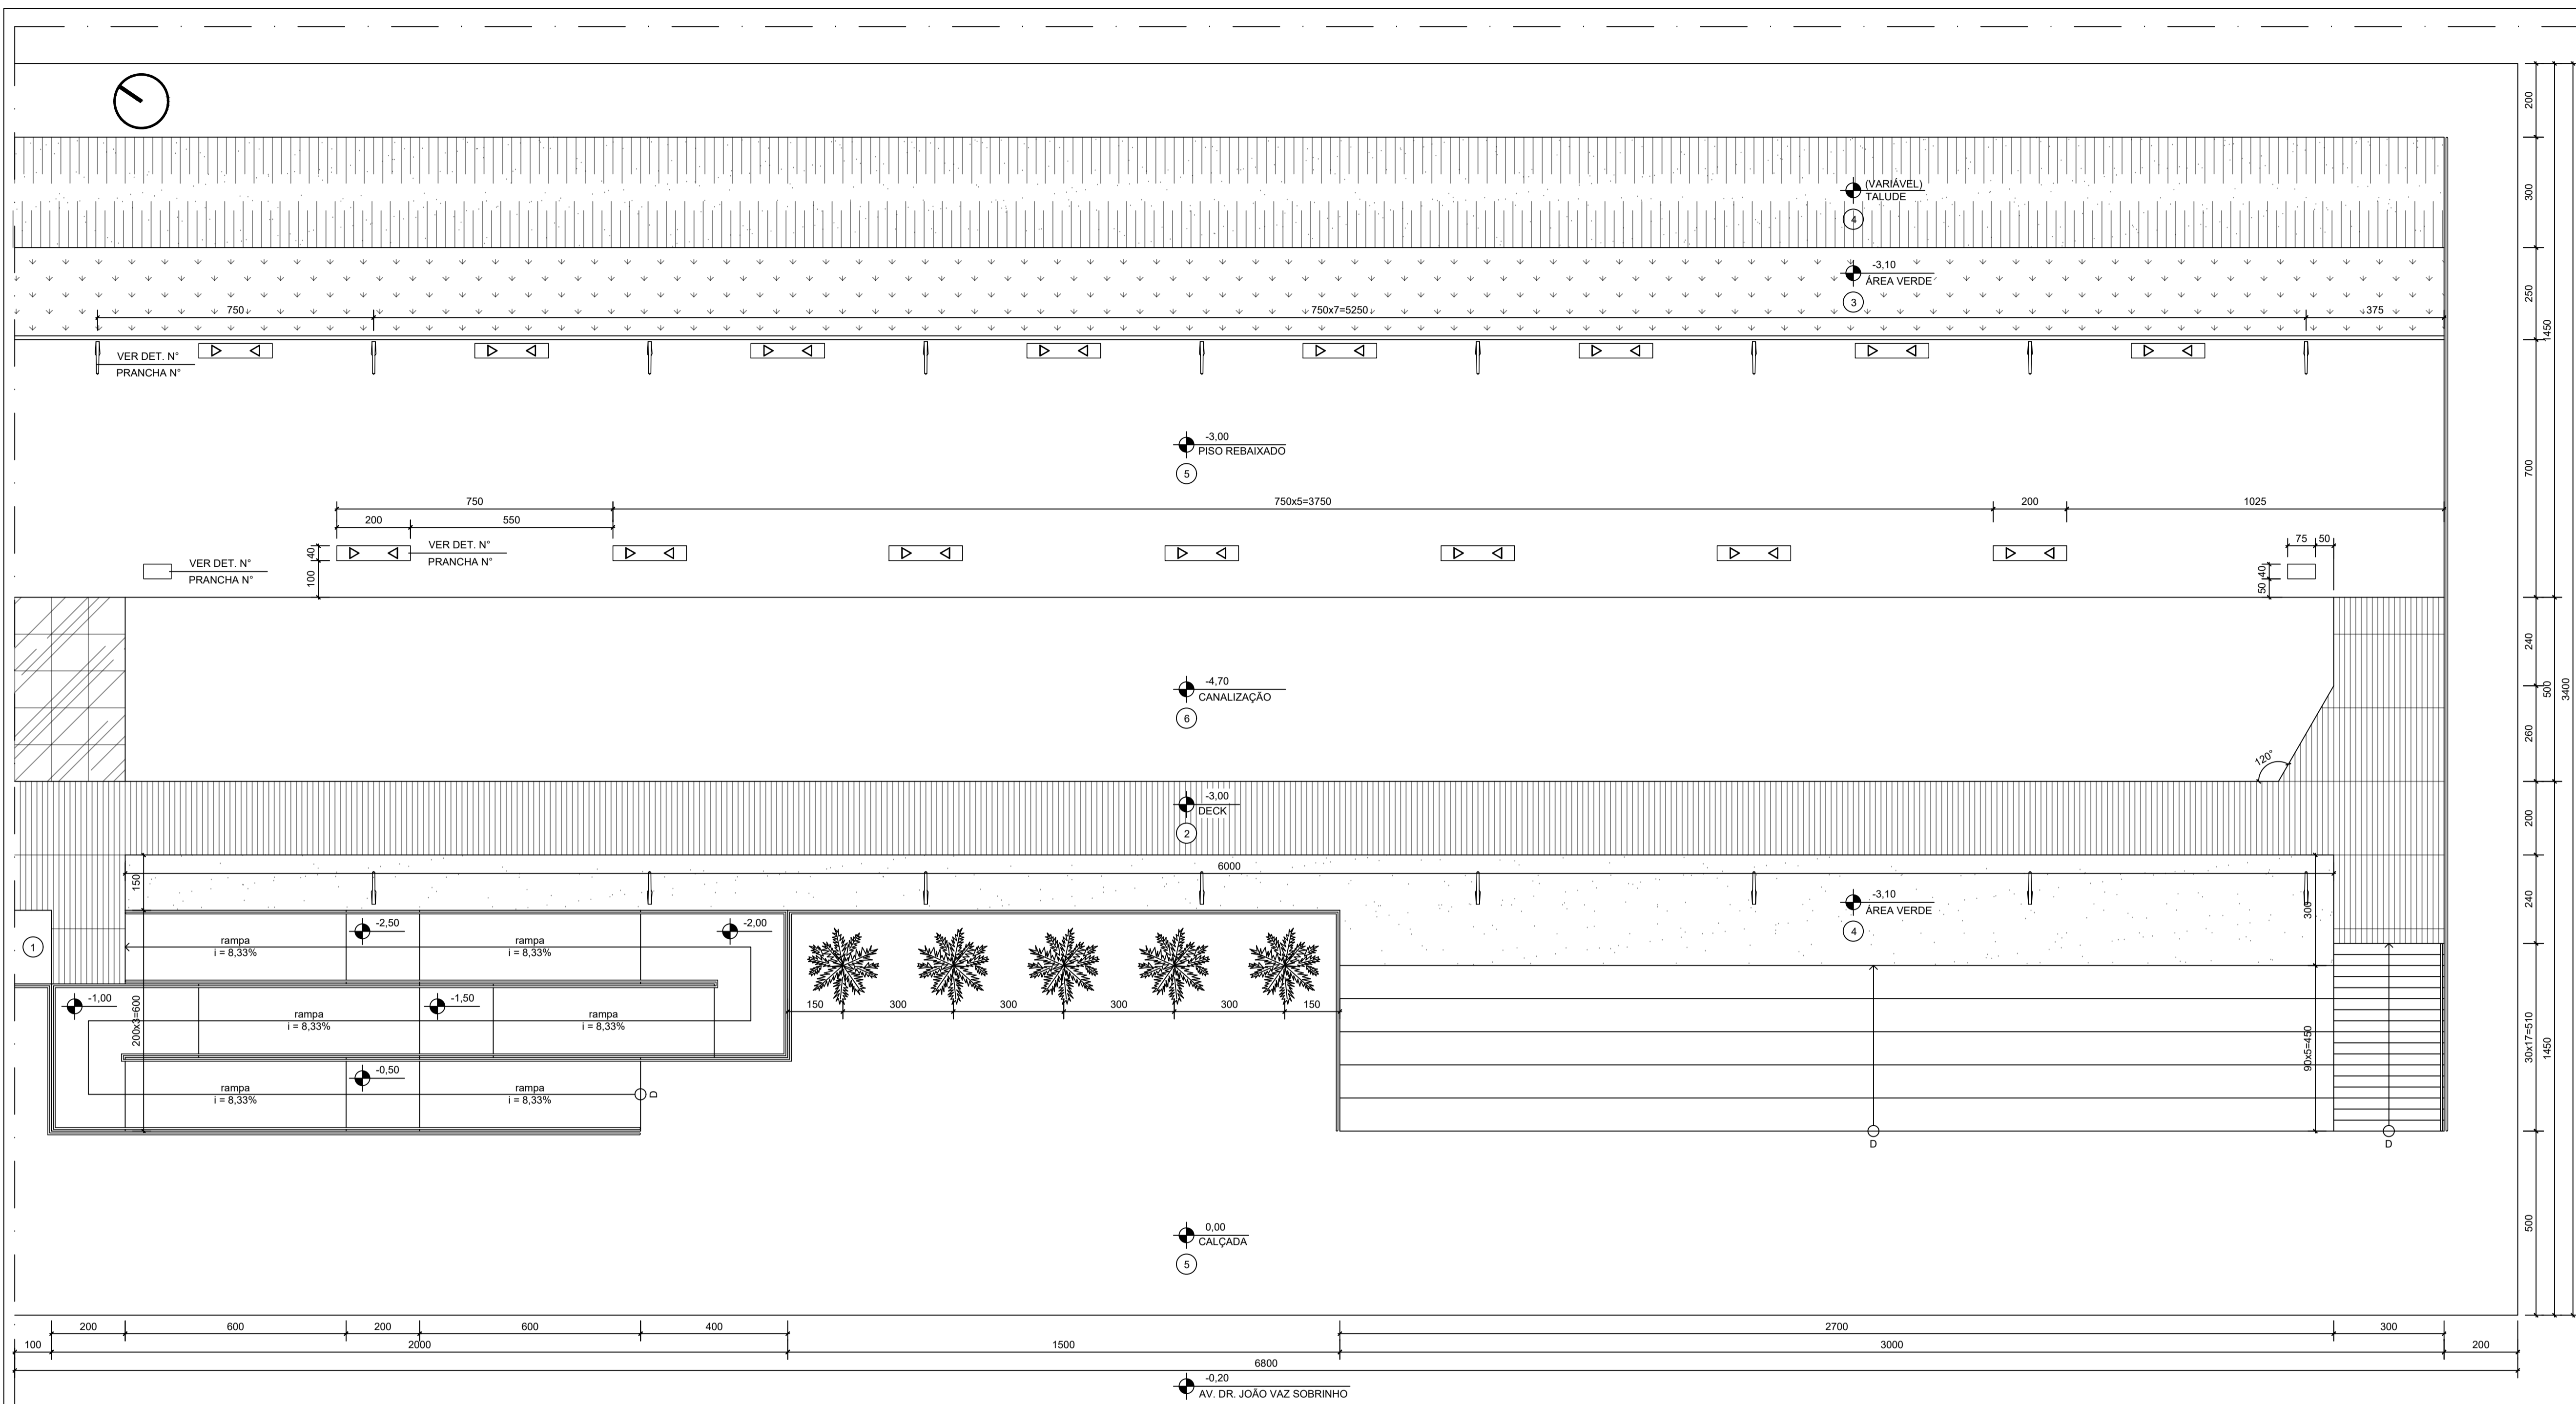 200
(VARIÁVEL)
TALUDE
4
300
-3,10
ÁREA VERDE
3
250
750
750x7=5250
375
1450
VER DET. N°
PRANCHA N°
-3,00
PISO REBAIXADO
5
700
750
750x5=3750
200
1025
200
550
40
100
VER DET. N°
PRANCHA N°
VER DET. N°
PRANCHA N°
75
50
40
50
240
-4,70
CANALIZAÇÃO
6
500
3400
260
120°
-3,00
DECK
2
200
6000
150
-3,10
ÁREA VERDE
4
300
240
1
-2,50
-2,00
rampa
i = 8,33%
rampa
i = 8,33%
-1,00
-1,50
200x3=600
rampa
i = 8,33%
rampa
i = 8,33%
150
300
300
300
300
150
90x5=450
30x17=510
1450
-0,50
rampa
i = 8,33%
rampa
i = 8,33%
D
D
D
0,00
CALÇADA
5
500
200
600
200
600
400
2700
300
100
2000
1500
3000
200
6800
-0,20
AV. DR. JOÃO VAZ SOBRINHO